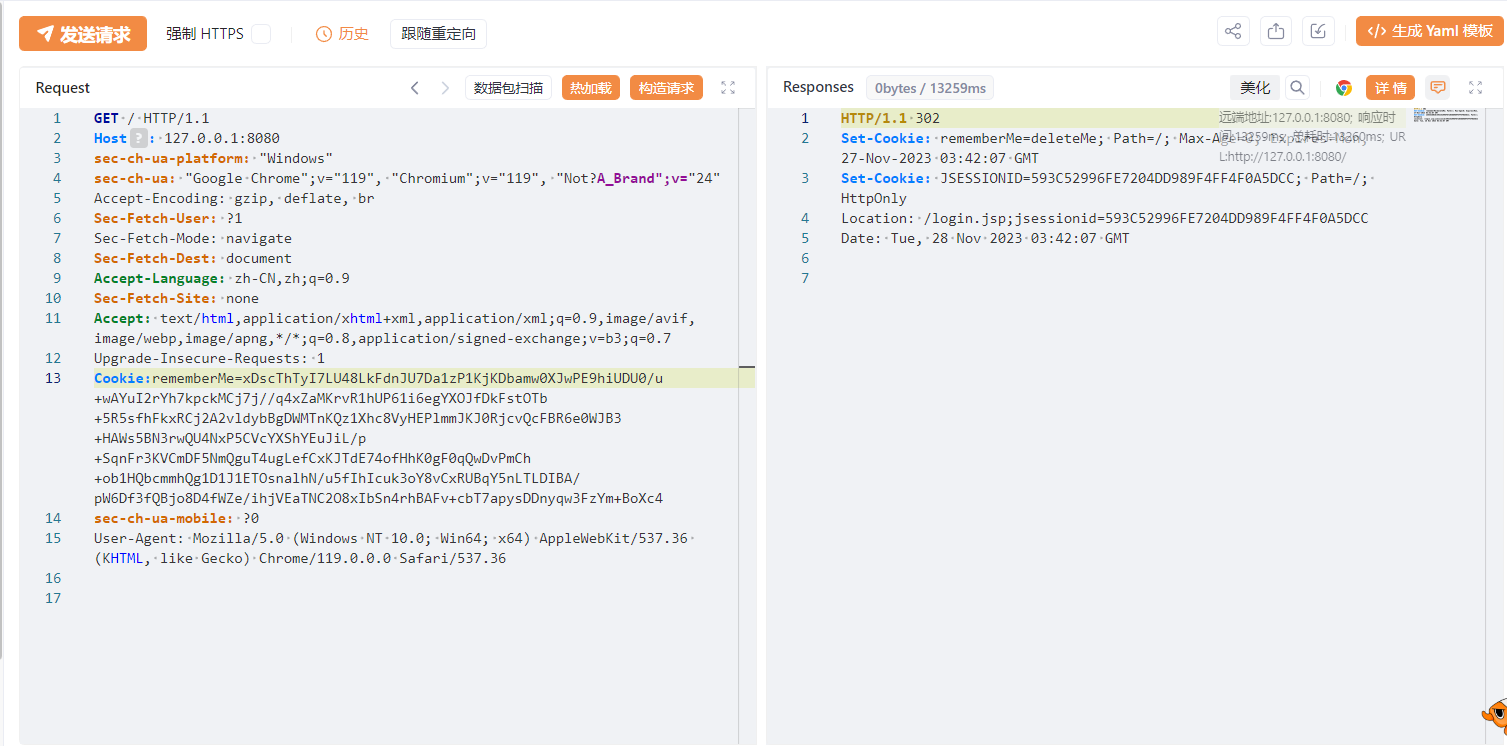 发送请求 强制 HTTPS 历史 跟随重定向 </> 生成 Yaml 模板
Request 数据包扫描 热加载 构造请求
1 GET / HTTP/1.1
2 Host ? : 127.0.0.1:8080
3 sec-ch-ua-platform: "Windows"
4 sec-ch-ua: "Google Chrome";v="119", "Chromium";v="119", "Not?A_Brand";v="24"
5 Accept-Encoding: gzip, deflate, br
6 Sec-Fetch-User: ?1
7 Sec-Fetch-Mode: navigate
8 Sec-Fetch-Dest: document
9 Accept-Language: zh-CN,zh;q=0.9
10 Sec-Fetch-Site: none
11 Accept: text/html,application/xhtml+xml,application/xml;q=0.9,image/avif,
image/webp,image/apng,*/*;q=0.8,application/signed-exchange;v=b3;q=0.7
12 Upgrade-Insecure-Requests: 1
13 Cookie:rememberMe=xDscThTyI7LU48LkFdnJU7Da1zP1KjKDbamw0XJwPE9hiUDU0/u
+wAYuI2rYh7kpckMCj7j//q4xZaMKrvR1hUP61i6egYXOJfDkFstOTb
+5R5sfhFkxRCj2A2vldybBgDWMTnKQz1Xhc8VyHEPlmmJKJ0RjcvQcFBR6e0WJB3
+HAWs5BN3rwQU4NxP5CVcYXShYEuJiL/p
+SqnFr3KVCmDF5NmQguT4ugLefCxKJTdE74ofHhK0gF0qQwDvPmCh
+ob1HQbcmmhQg1D1J1ETOsnalhN/u5fIhIcuk3oY8vCxRUBqY5nLTLDIBA/
pW6Df3fQBjo8D4fWZe/ihjVEaTNC2O8xIbSn4rhBAFv+cbT7apysDDnyqw3FzYm+BoXc4
14 sec-ch-ua-mobile: ?0
15 User-Agent: Mozilla/5.0 (Windows NT 10.0; Win64; x64) AppleWebKit/537.36
(KHTML, like Gecko) Chrome/119.0.0.0 Safari/537.36
16
17
Responses 0bytes / 13259ms 美化 详情
1 HTTP/1.1 302
2 Set-Cookie: rememberMe=deleteMe; Path=/; Max-Age=0; Expires=Mon,
27-Nov-2023 03:42:07 GMT
3 Set-Cookie: JSESSIONID=593C52996FE7204DD989F4FF4F0A5DCC; Path=/;
HttpOnly
4 Location: /login.jsp;jsessionid=593C52996FE7204DD989F4FF4F0A5DCC
5 Date: Tue, 28 Nov 2023 03:42:07 GMT
6
7
远端地址:127.0.0.1:8080; 响应时
间:13259ms; 总耗时:13260ms; UR
L:http://127.0.0.1:8080/